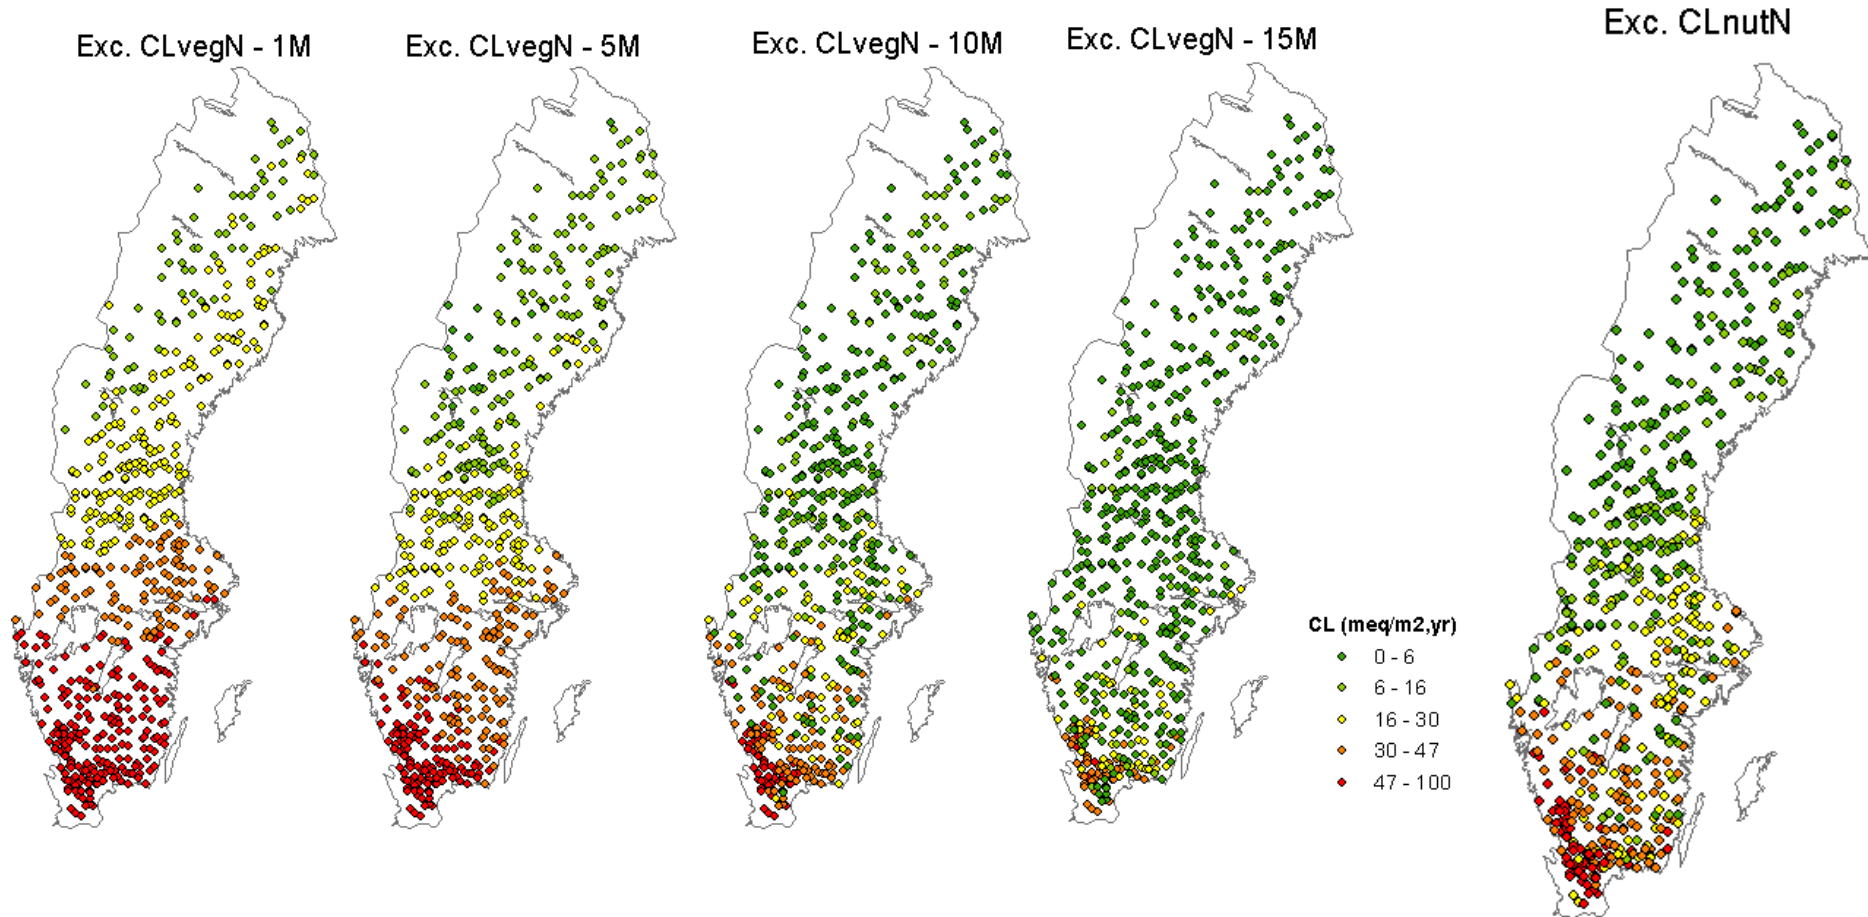 Exc. CLvegN - 1M
Exc. CLvegN - 5M
Exc. CLvegN - 10M
Exc. CLvegN - 15M
Exc. CLnutN
CL (meq/m2,yr)
0 - 6
6 - 16
16 - 30
30 - 47
47 - 100